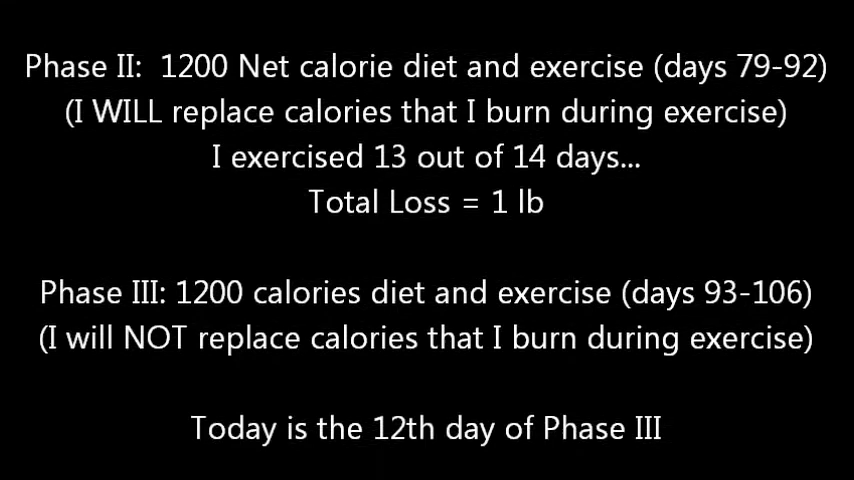 Phase II:  1200 Net calorie diet and exercise (days 79-92)
(I WILL replace calories that I burn during exercise)
I exercised 13 out of 14 days...
Total Loss = 1 lb
Phase III: 1200 calories diet and exercise (days 93-106)
(I will NOT replace calories that I burn during exercise)
Today is the 12th day of Phase III